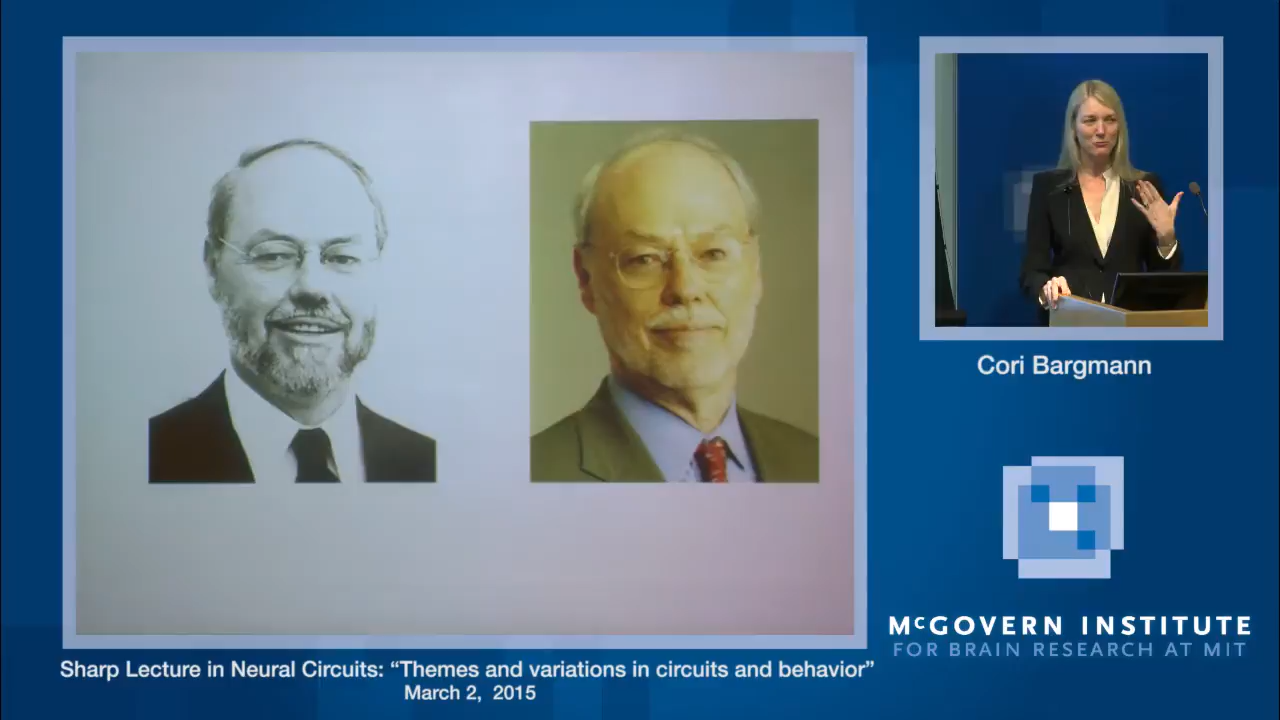 Cori Bargmann
McGOVERN INSTITUTE
FOR BRAIN RESEARCH AT MIT
Sharp Lecture in Neural Circuits: “Themes and variations in circuits and behavior”
March 2, 2015